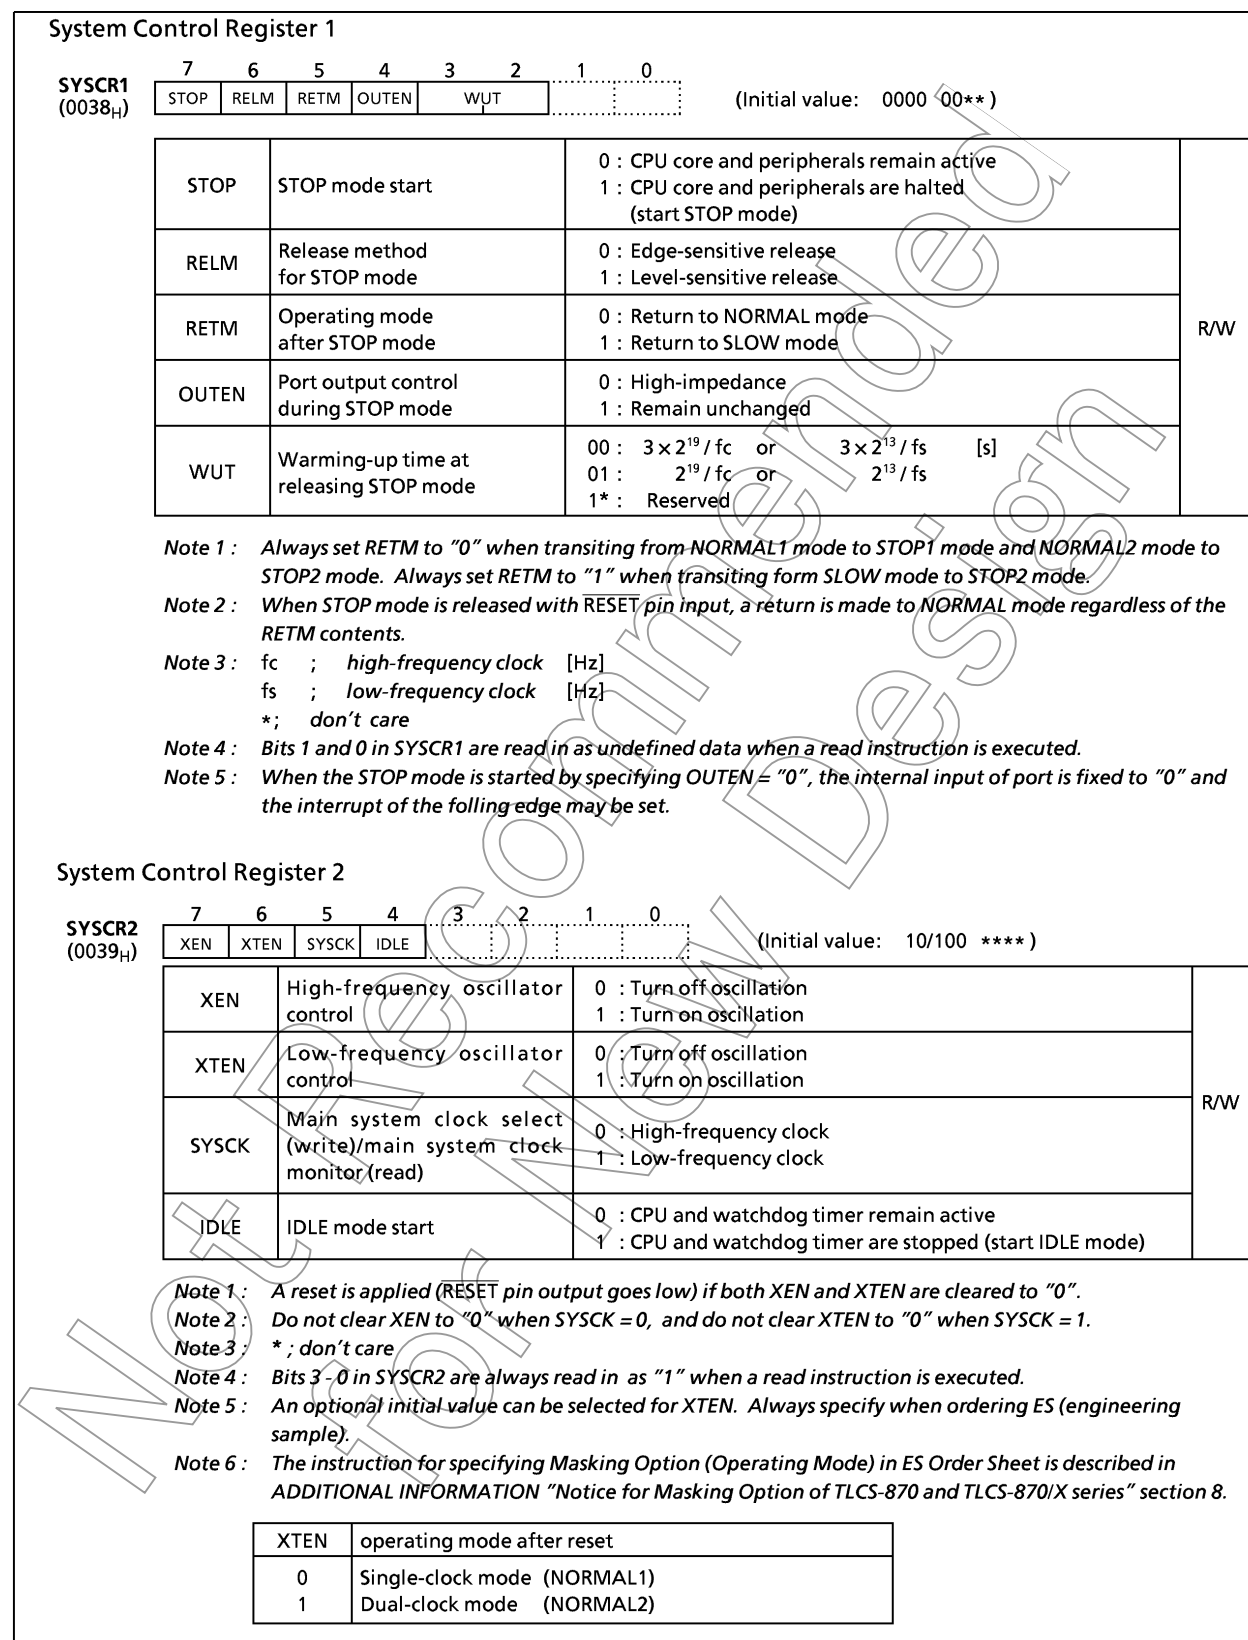 System Control Register 1
7 6 5 4 3 2 1 0
SYSCR1
(0038H)
STOP RELM RETM OUTEN WUT
(Initial value: 0000 00**)
STOP STOP mode start
0 : CPU core and peripherals remain active
1 : CPU core and peripherals are halted
(start STOP mode)
RELM Release method
for STOP mode
0 : Edge-sensitive release
1 : Level-sensitive release
RETM Operating mode
after STOP mode
0 : Return to NORMAL mode
1 : Return to SLOW mode
R/W
OUTEN Port output control
during STOP mode
0 : High-impedance
1 : Remain unchanged
WUT Warming-up time at
releasing STOP mode
00 : 3 × 2¹⁹ / fc or 3 × 2¹³ / fs [s]
01 : 2¹⁹ / fc or 2¹³ / fs
1* : Reserved
Note 1 : Always set RETM to "0" when transiting from NORMAL1 mode to STOP1 mode and NORMAL2 mode to
STOP2 mode. Always set RETM to "1" when transiting form SLOW mode to STOP2 mode.
Note 2 : When STOP mode is released with RESET pin input, a return is made to NORMAL mode regardless of the
RETM contents.
Note 3 : fc ; high-frequency clock [Hz]
fs ; low-frequency clock [Hz]
* ; don't care
Note 4 : Bits 1 and 0 in SYSCR1 are read in as undefined data when a read instruction is executed.
Note 5 : When the STOP mode is started by specifying OUTEN = "0", the internal input of port is fixed to "0" and
the interrupt of the folling edge may be set.
System Control Register 2
7 6 5 4 3 2 1 0
SYSCR2
(0039H)
XEN XTEN SYSCK IDLE
(Initial value: 10/100 ****)
XEN High-frequency oscillator
control
0 : Turn off oscillation
1 : Turn on oscillation
XTEN Low-frequency oscillator
control
0 : Turn off oscillation
1 : Turn on oscillation
R/W
SYSCK Main system clock select
(write)/main system clock
monitor (read)
0 : High-frequency clock
1 : Low-frequency clock
IDLE IDLE mode start
0 : CPU and watchdog timer remain active
1 : CPU and watchdog timer are stopped (start IDLE mode)
Note 1 : A reset is applied (RESET pin output goes low) if both XEN and XTEN are cleared to "0".
Note 2 : Do not clear XEN to "0" when SYSCK = 0, and do not clear XTEN to "0" when SYSCK = 1.
Note 3 : * ; don't care
Note 4 : Bits 3 - 0 in SYSCR2 are always read in as "1" when a read instruction is executed.
Note 5 : An optional initial value can be selected for XTEN. Always specify when ordering ES (engineering
sample).
Note 6 : The instruction for specifying Masking Option (Operating Mode) in ES Order Sheet is described in
ADDITIONAL INFORMATION "Notice for Masking Option of TLCS-870 and TLCS-870/X series" section 8.
XTEN operating mode after reset
0 Single-clock mode (NORMAL1)
1 Dual-clock mode (NORMAL2)
Not Recommended
for New Design